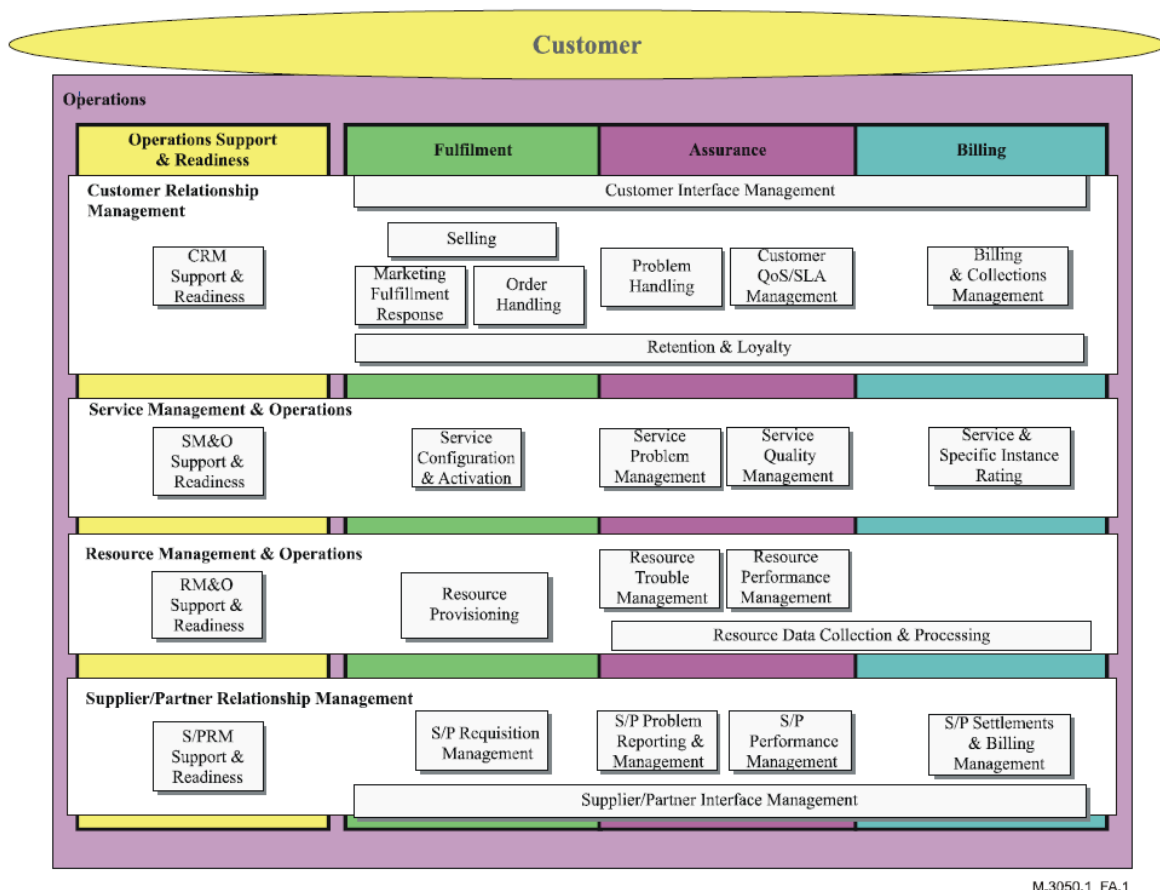 Customer
Operations
Operations Support
& Readiness
Fulfilment
Assurance
Billing
Customer Relationship
Management
Customer Interface Management
CRM
Support &
Readiness
Selling
Marketing
Fulfillment
Response
Order
Handling
Problem
Handling
Customer
QoS/SLA
Management
Billing
& Collections
Management
Retention & Loyalty
Service Management & Operations
SM&O
Support &
Readiness
Service
Configuration
& Activation
Service
Problem
Management
Service
Quality
Management
Service &
Specific Instance
Rating
Resource Management & Operations
RM&O
Support &
Readiness
Resource
Provisioning
Resource
Trouble
Management
Resource
Performance
Management
Resource Data Collection & Processing
Supplier/Partner Relationship Management
S/PRM
Support &
Readiness
S/P Requisition
Management
S/P Problem
Reporting &
Management
S/P
Performance
Management
S/P Settlements
& Billing
Management
Supplier/Partner Interface Management
M.3050.1_FA.1